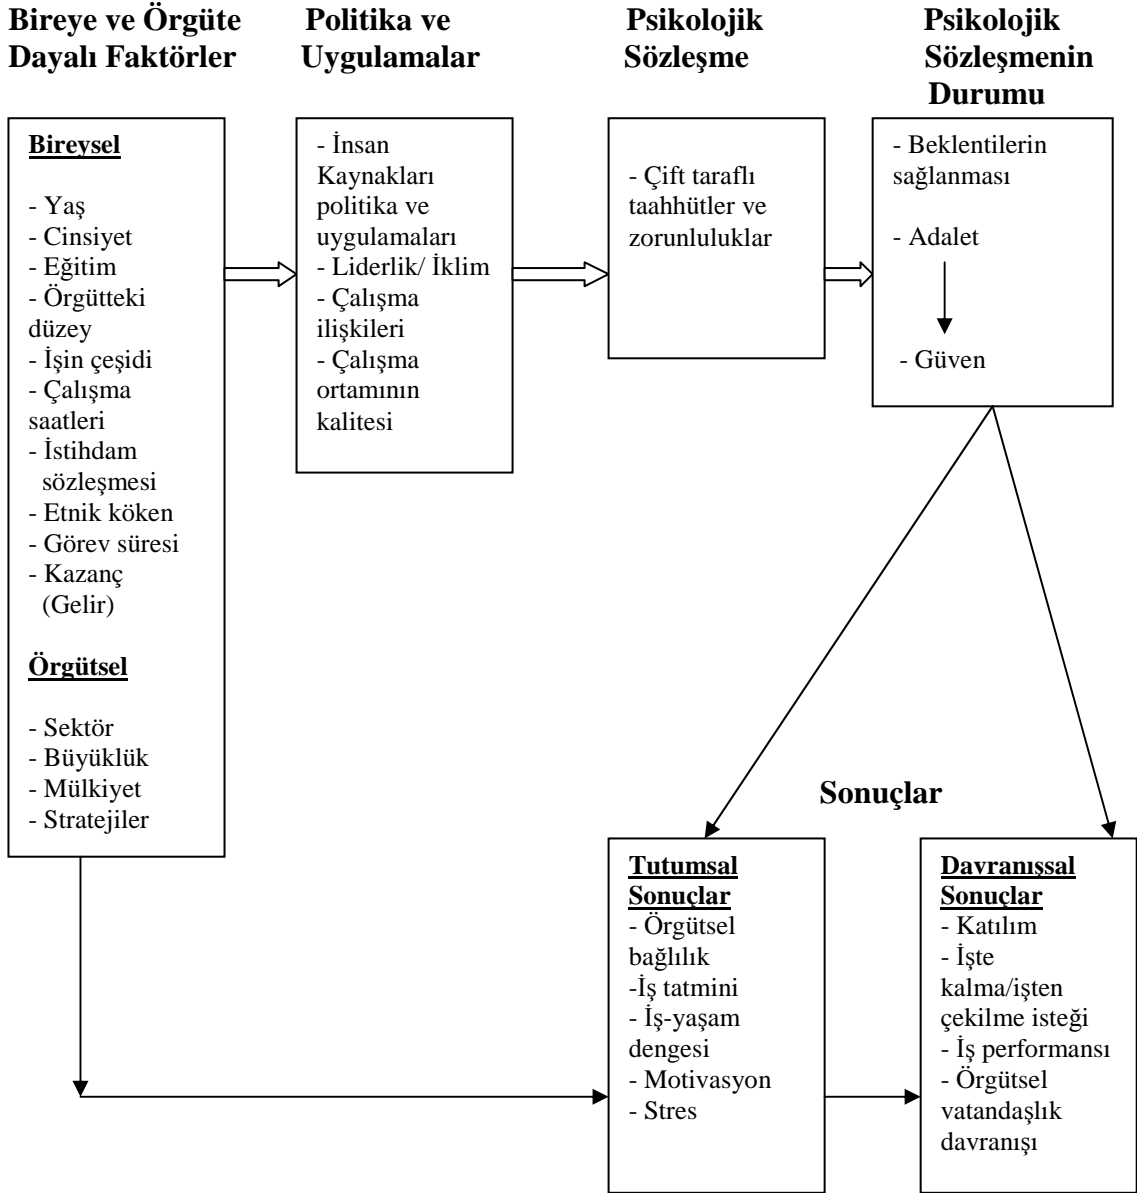 Bireye ve Örgüte
Dayalı Faktörler
Politika ve
Uygulamalar
Psikolojik
Sözleşme
Psikolojik
Sözleşmenin
Durumu
Bireysel
- Yaş
- Cinsiyet
- Eğitim
- Örgütteki
düzey
- İşin çeşidi
- Çalışma
saatleri
- İstihdam
sözleşmesi
- Etnik köken
- Görev süresi
- Kazanç
(Gelir)
Örgütsel
- Sektör
- Büyüklük
- Mülkiyet
- Stratejiler
- İnsan
Kaynakları
politika ve
uygulamaları
- Liderlik/ İklim
- Çalışma
ilişkileri
- Çalışma
ortamının
kalitesi
- Çift taraflı
taahhütler ve
zorunluluklar
- Beklentilerin
sağlanması
- Adalet
- Güven
Sonuçlar
Tutumsal
Sonuçlar
- Örgütsel
bağlılık
-İş tatmini
- İş-yaşam
dengesi
- Motivasyon
- Stres
Davranışsal
Sonuçlar
- Katılım
- İşte
kalma/işten
çekilme isteği
- İş performansı
- Örgütsel
vatandaşlık
davranışı